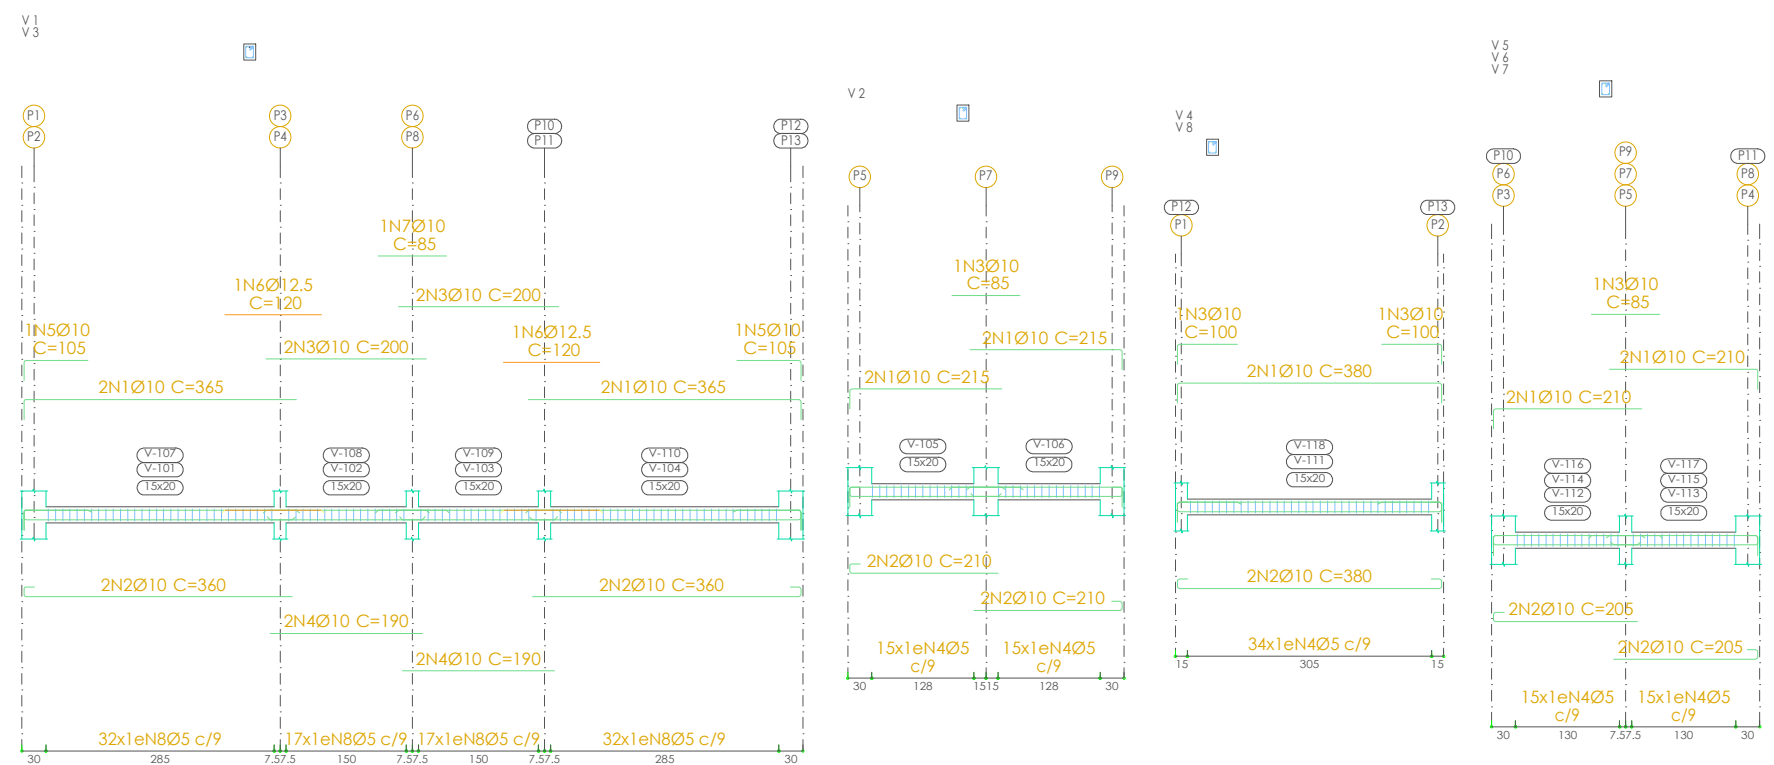 V 1
V 3
P1
P2
P3
P4
P6
P8
P10
P11
P12
P13
1N7Ø10
C=85
1N6Ø12.5
C=120
2N3Ø10 C=200
1N5Ø10
C=105
2N3Ø10 C=200
1N6Ø12.5
C=120
1N5Ø10
C=105
2N1Ø10 C=365
2N1Ø10 C=365
V-107
V-101
15x20
V-108
V-102
15x20
V-109
V-103
15x20
V-110
V-104
15x20
2N2Ø10 C=360
2N2Ø10 C=360
2N4Ø10 C=190
2N4Ø10 C=190
32x1eN8Ø5 c/9
17x1eN8Ø5 c/9
17x1eN8Ø5 c/9
32x1eN8Ø5 c/9
30
285
7.57.5
150
7.57.5
150
7.57.5
285
30
V 2
P5
P7
P9
1N3Ø10
C=85
2N1Ø10 C=215
2N1Ø10 C=215
V-105
15x20
V-106
15x20
2N2Ø10 C=210
2N2Ø10 C=210
15x1eN4Ø5
c/9
15x1eN4Ø5
c/9
30
128
1515
128
30
V 4
V 8
P12
P1
P13
P2
1N3Ø10
C=100
1N3Ø10
C=100
2N1Ø10 C=380
V-118
V-111
15x20
2N2Ø10 C=380
34x1eN4Ø5 c/9
15
305
15
V 5
V 6
V 7
P10
P6
P3
P9
P7
P5
P11
P8
P4
1N3Ø10
C=85
2N1Ø10 C=210
2N1Ø10 C=210
V-116
V-114
V-112
15x20
V-117
V-115
V-113
15x20
2N2Ø10 C=205
2N2Ø10 C=205
15x1eN4Ø5
c/9
15x1eN4Ø5
c/9
30
130
7.57.5
130
30